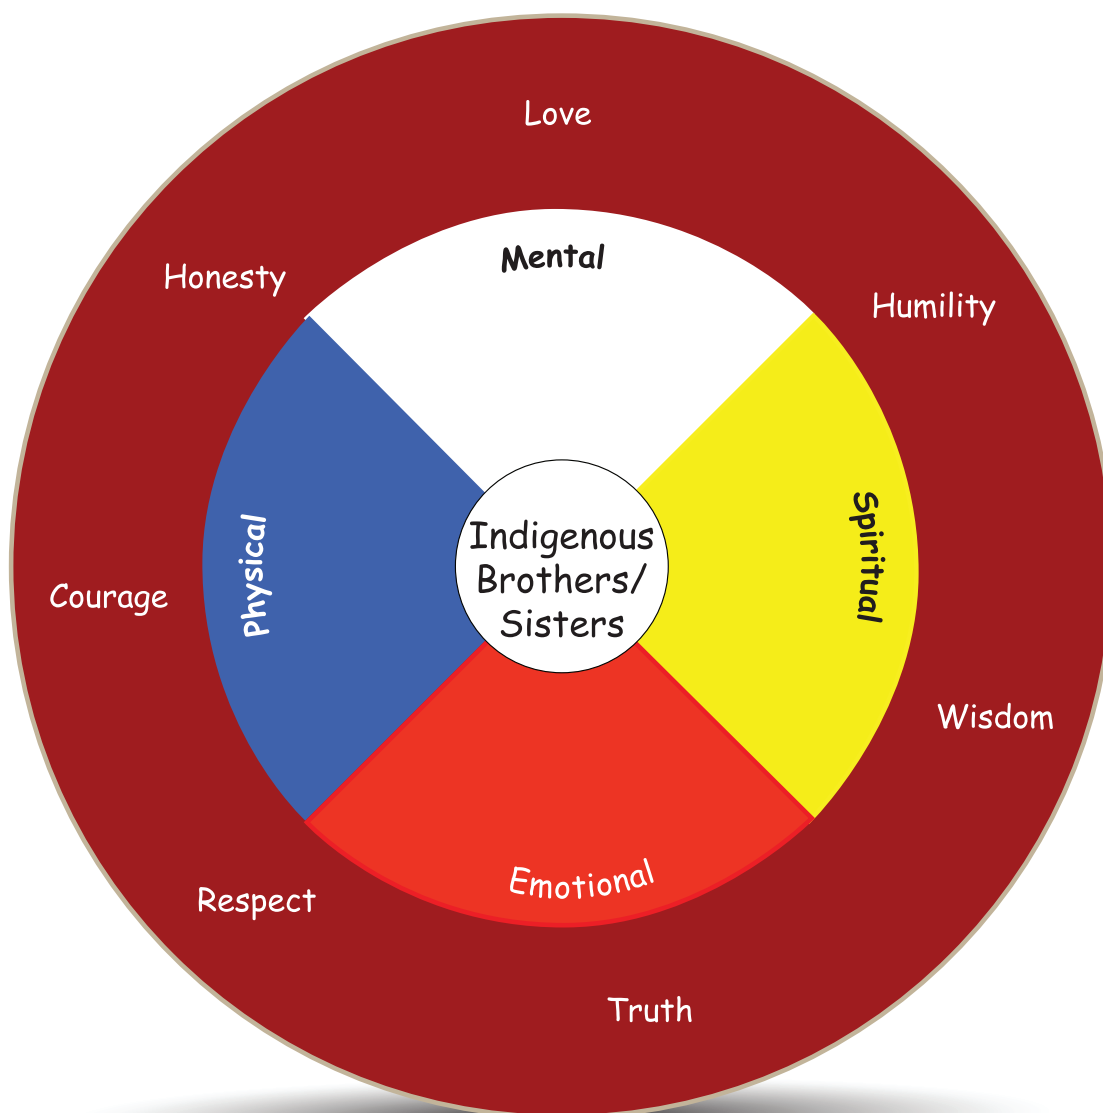 Love
Mental
Honesty
Humility
Physical
Indigenous
Brothers/
Sisters
Spiritual
Courage
Wisdom
Emotional
Respect
Truth